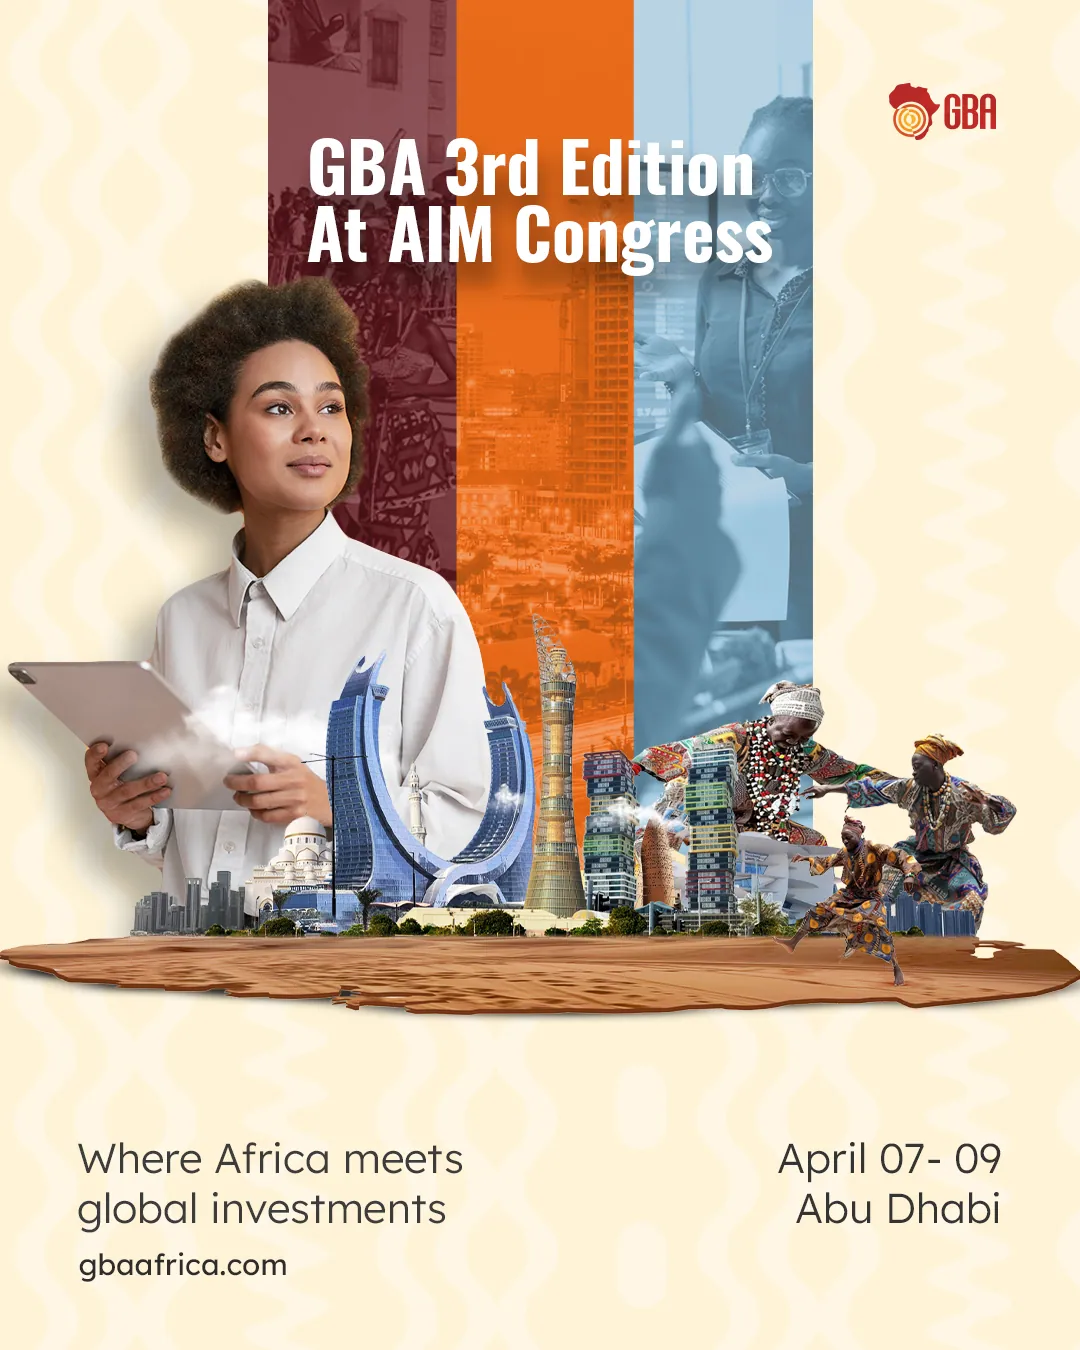 GBA
GBA 3rd Edition
At AIM Congress
Where Africa meets
global investments
gbaafrica.com
April 07- 09
Abu Dhabi